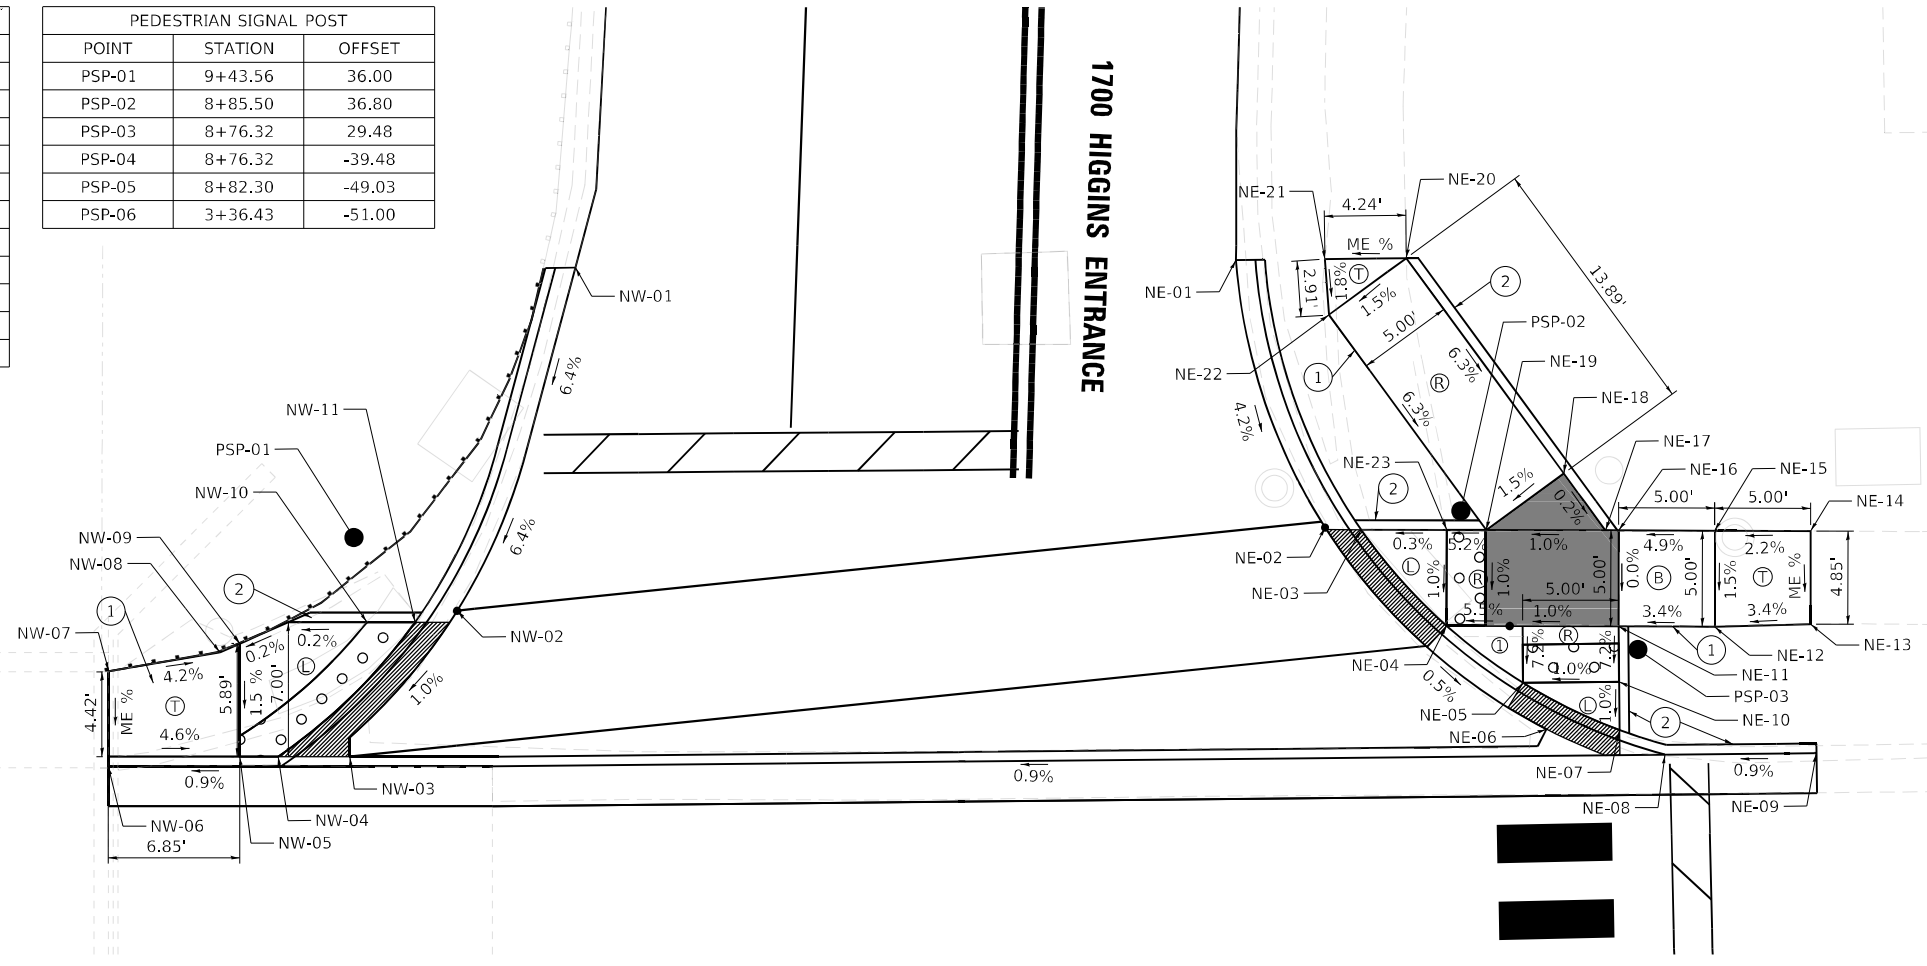 PEDESTRIAN SIGNAL POST
POINT STATION OFFSET
PSP-01 9+43.56 36.00
PSP-02 8+85.50 36.80
PSP-03 8+76.32 29.48
PSP-04 8+76.32 -39.48
PSP-05 8+82.30 -49.03
PSP-06 3+36.43 -51.00
1700 HIGGINS ENTRANCE
NW-01
6.4%
NW-11
PSP-01
NW-10
6.4%
NW-09
NW-08
2
1
NW-07
NW-02
0.2%
0.2%
L
4.2%
1.5 %
7.00'
5.89'
1.0%
4.42'
ME %
T
4.6%
0.9%
NW-03
NW-06
NW-04
6.85'
NW-05
0.9%
NE-21
NE-20
4.24'
ME %
NE-01
2.91'
1.8%
T
1.5%
2
13.89'
5.00'
PSP-02
NE-19
NE-22
1
6.3%
R
6.3%
4.2%
NE-18
NE-17
NE-23
NE-16
NE-15
2
1.5%
0.2%
5.00'
5.00'
NE-14
NE-02
0.3%
5.2%
1.0%
4.9%
2.2%
L
1.0%
R
1.0%
5.00'
5.00'
0.0%
B
5.00'
1.5%
T
ME %
4.85'
NE-03
5.5%
1.0%
3.4%
3.4%
1
R
7.2%
7.2%
1
NE-12
NE-13
NE-04
1.0%
NE-11
0.5%
PSP-03
NE-05
L
1.0%
2
NE-10
NE-06
NE-07
0.9%
NE-08
NE-09